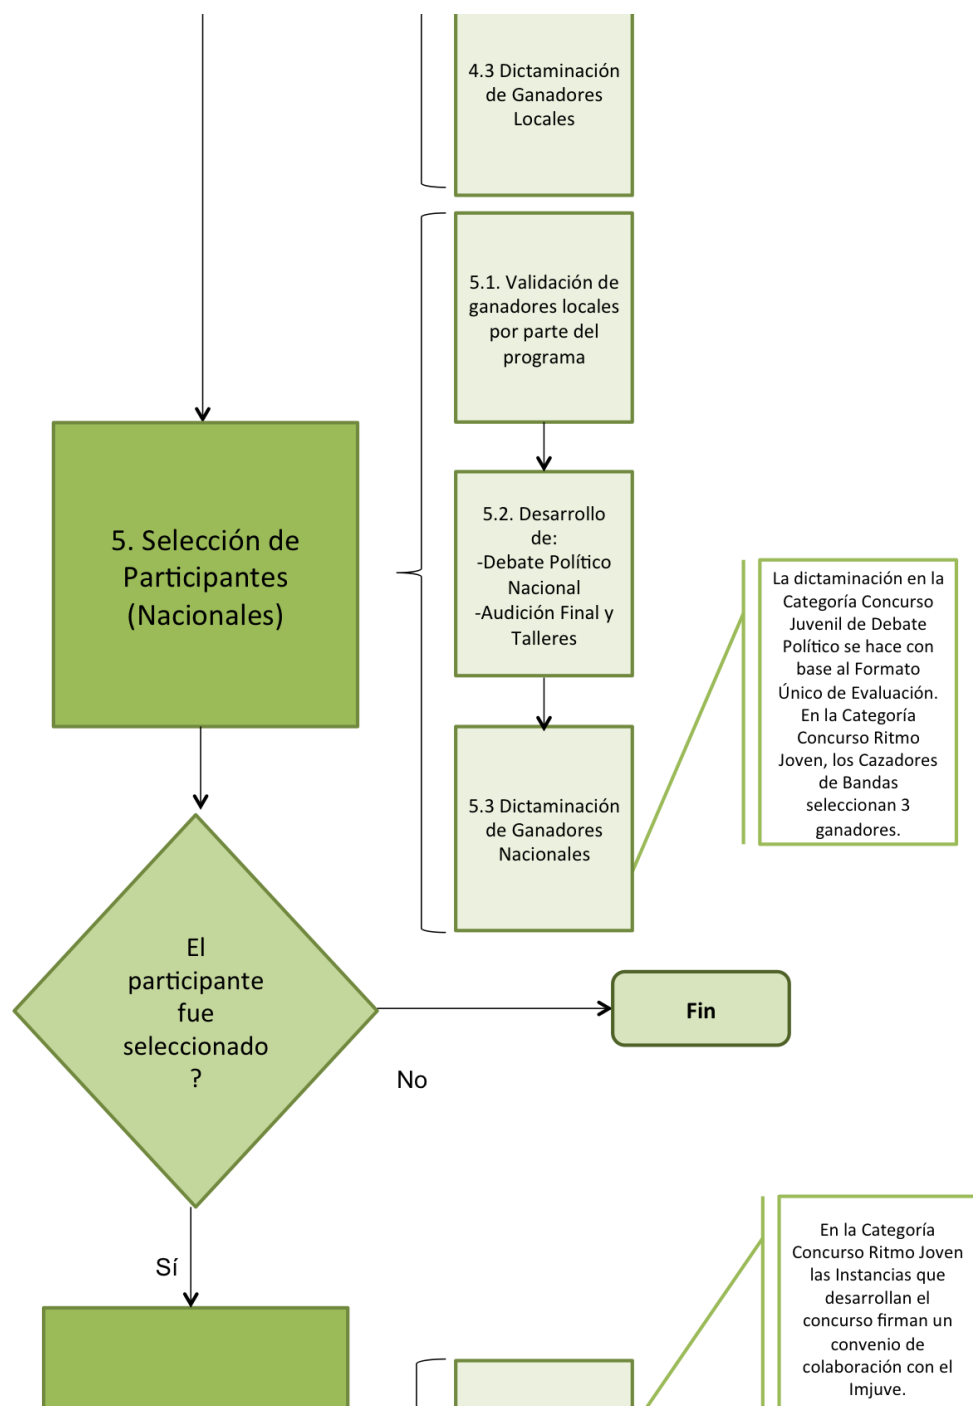 4.3 Dictaminación
de Ganadores
Locales
5.1. Validación de
ganadores locales
por parte del
programa
5. Selección de
Participantes
(Nacionales)
5.2. Desarrollo
de:
-Debate Político
Nacional
-Audición Final y
Talleres
La dictaminación en la
Categoría Concurso
Juvenil de Debate
Político se hace con
base al Formato
Único de Evaluación.
En la Categoría
Concurso Ritmo
Joven, los Cazadores
de Bandas
seleccionan 3
ganadores.
5.3 Dictaminación
de Ganadores
Nacionales
El
participante
fue
seleccionado
?
Fin
No
Sí
En la Categoría
Concurso Ritmo Joven
las Instancias que
desarrollan el
concurso firman un
convenio de
colaboración con el
Imjuve.